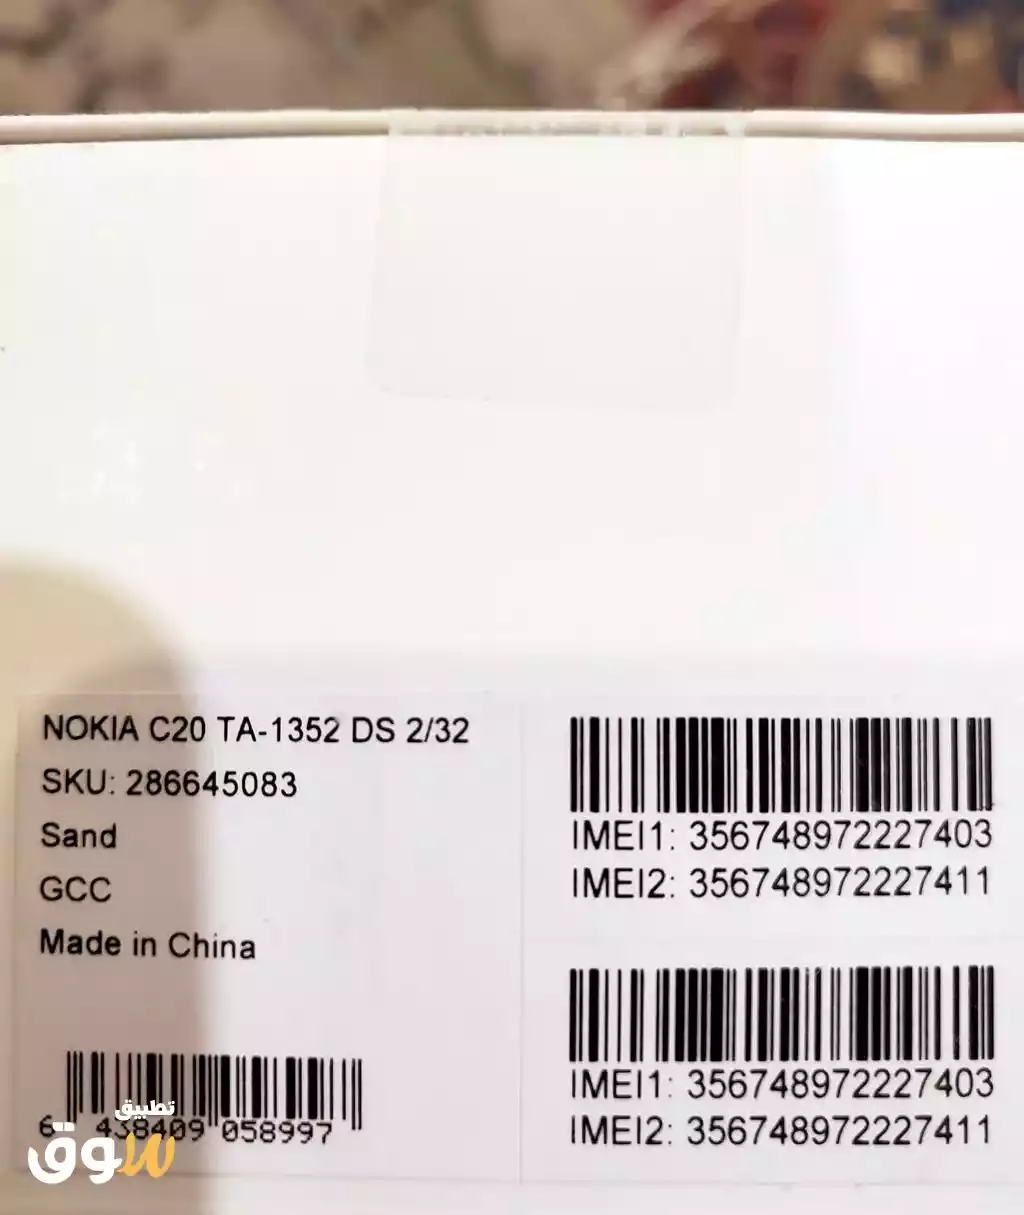 NOKIA C20 TA-1352 DS 2/32
SKU: 286645083
Sand
GCC
Made in China
6 438409 058997
IMEI1: 356748972227403
IMEI2: 356748972227411
IMEI1: 356748972227403
IMEI2: 356748972227411
تطبيق
سوق